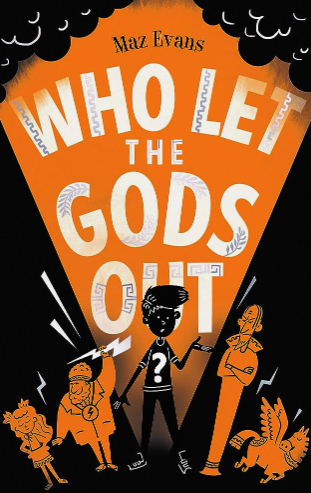 Maz Evans
WHO LET
THE
GODS
OUT
?